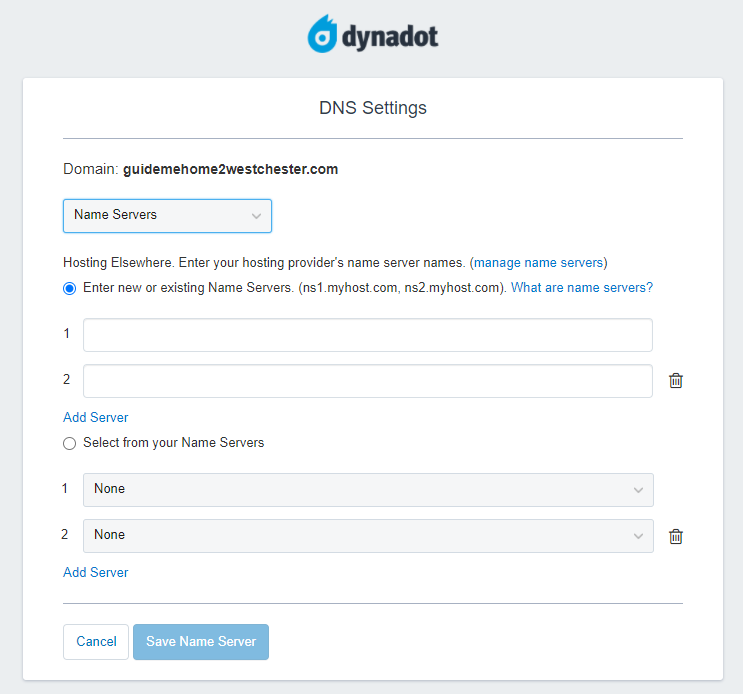 dynadot
DNS Settings
Domain: guidemehome2westchester.com
Name Servers
Hosting Elsewhere. Enter your hosting provider's name server names. (manage name servers)
Enter new or existing Name Servers. (ns1.myhost.com, ns2.myhost.com). What are name servers?
1
2
Add Server
Select from your Name Servers
1 None
2 None
Add Server
Cancel Save Name Server